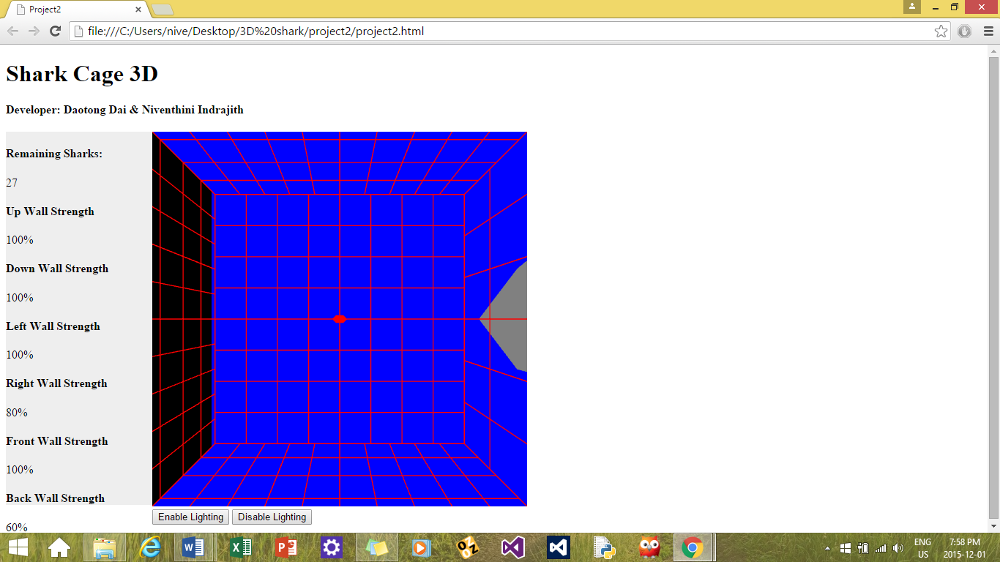 Project2
file:///C:/Users/nive/Desktop/3D%20shark/project2/project2.html
Shark Cage 3D
Developer: Daotong Dai & Niventhini Indrajith
Remaining Sharks:
27
Up Wall Strength
100%
Down Wall Strength
100%
Left Wall Strength
100%
Right Wall Strength
80%
Front Wall Strength
100%
Back Wall Strength
60%
Enable Lighting Disable Lighting
ENG 7:58 PM
US 2015-12-01